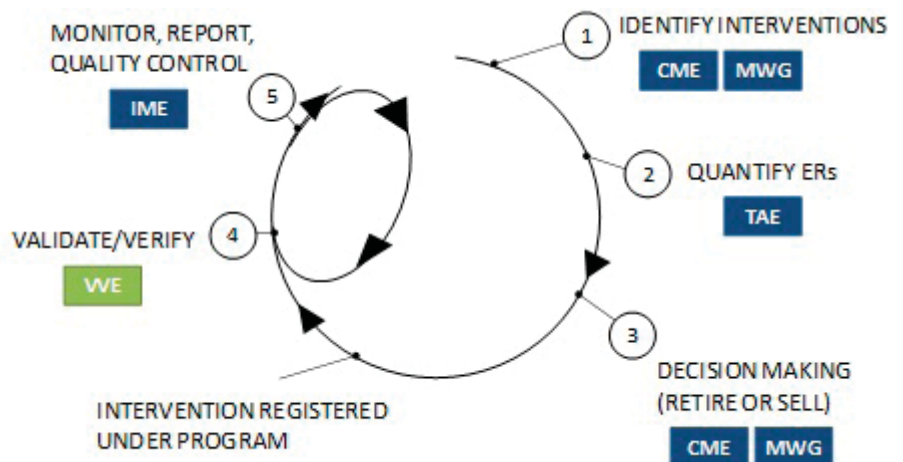 1
IDENTIFY INTERVENTIONS
CME MWG
2
QUANTIFY ERs
TAE
3
DECISION MAKING
(RETIRE OR SELL)
CME MWG
INTERVENTION REGISTERED
UNDER PROGRAM
4
VALIDATE/VERIFY
VVE
5
MONITOR, REPORT,
QUALITY CONTROL
IME